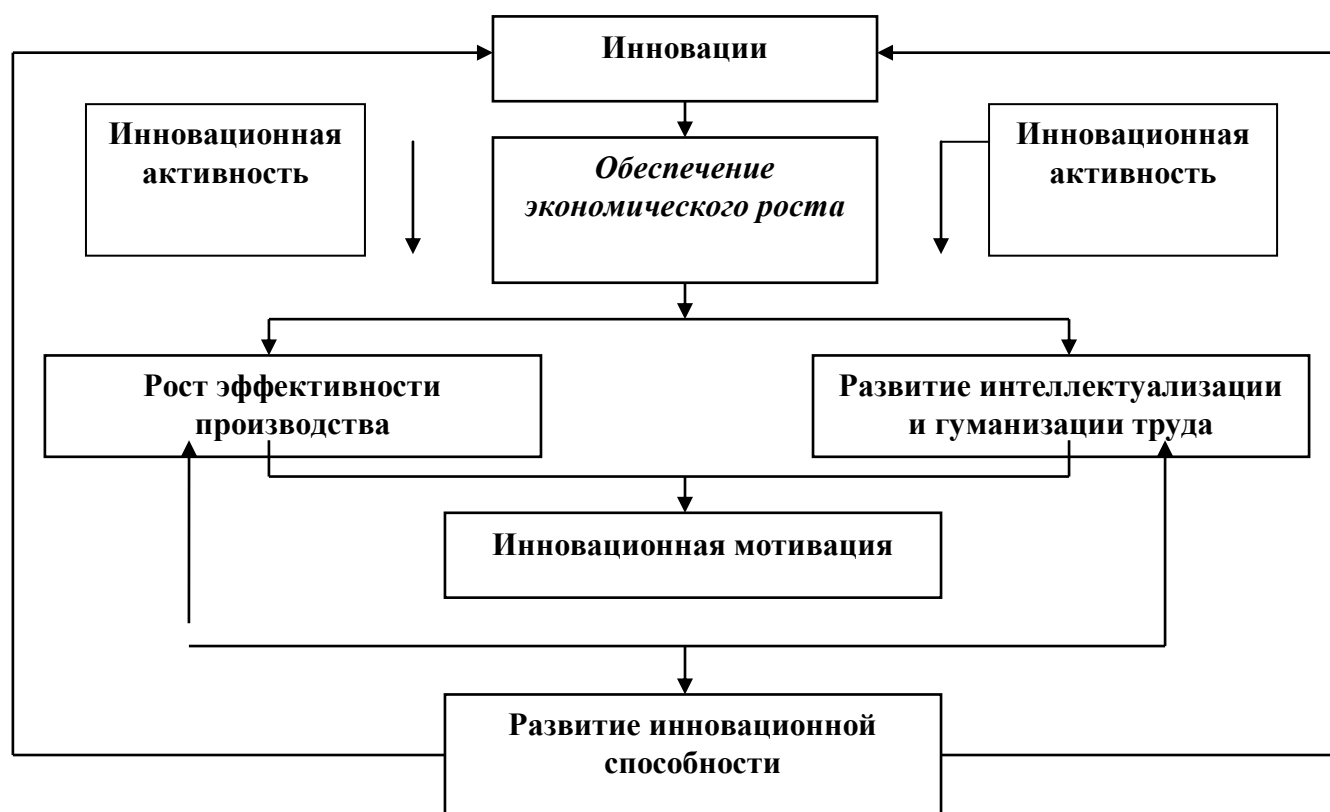 Инновации
Инновационная
активность
Обеспечение
экономического роста
Инновационная
активность
Рост эффективности
производства
Развитие интеллектуализации
и гуманизации труда
Инновационная мотивация
Развитие инновационной
способности